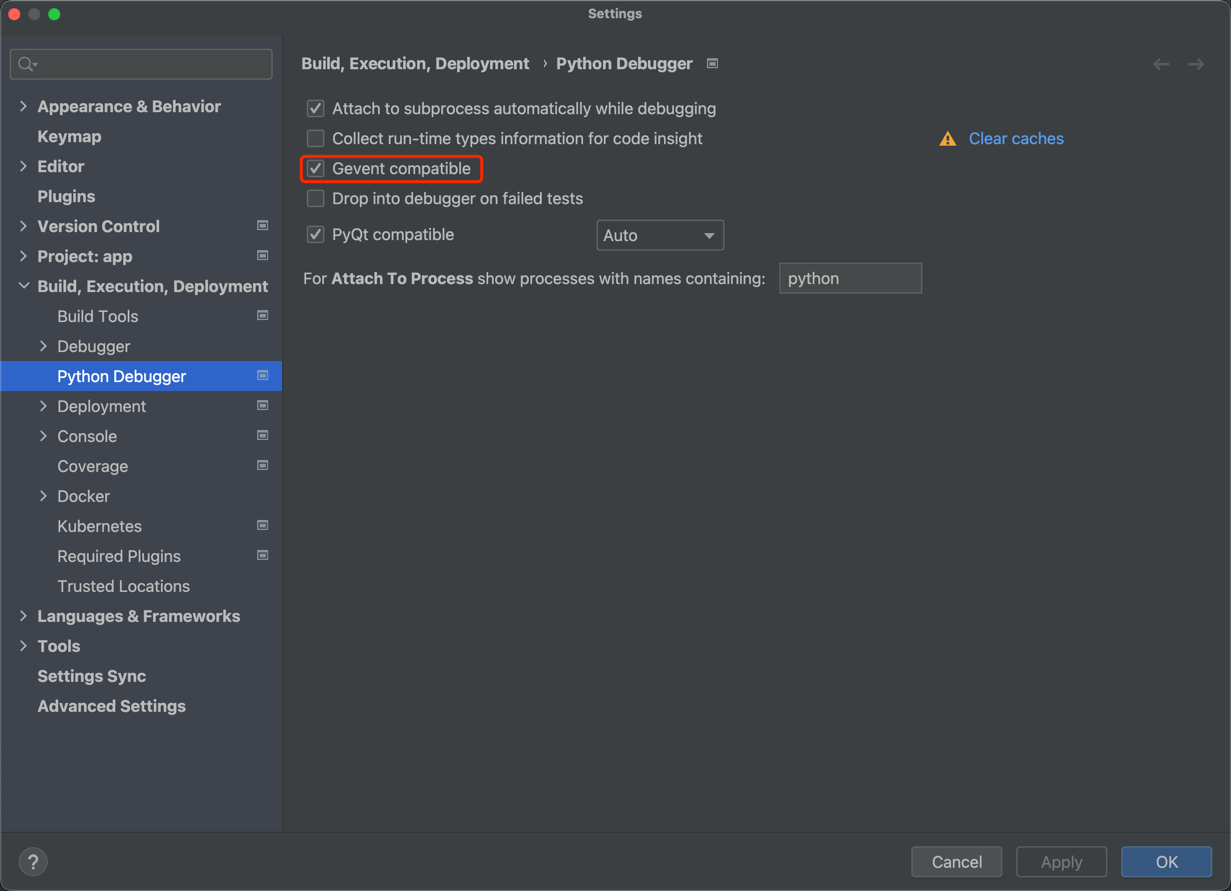 Settings
Build, Execution, Deployment › Python Debugger
Appearance & Behavior
Keymap
Editor
Plugins
Version Control
Project: app
Build, Execution, Deployment
Build Tools
Debugger
Python Debugger
Deployment
Console
Coverage
Docker
Kubernetes
Required Plugins
Trusted Locations
Languages & Frameworks
Tools
Settings Sync
Advanced Settings
Attach to subprocess automatically while debugging
Collect run-time types information for code insight
Clear caches
Gevent compatible
Drop into debugger on failed tests
PyQt compatible
Auto
For Attach To Process show processes with names containing: python
?
Cancel
Apply
OK